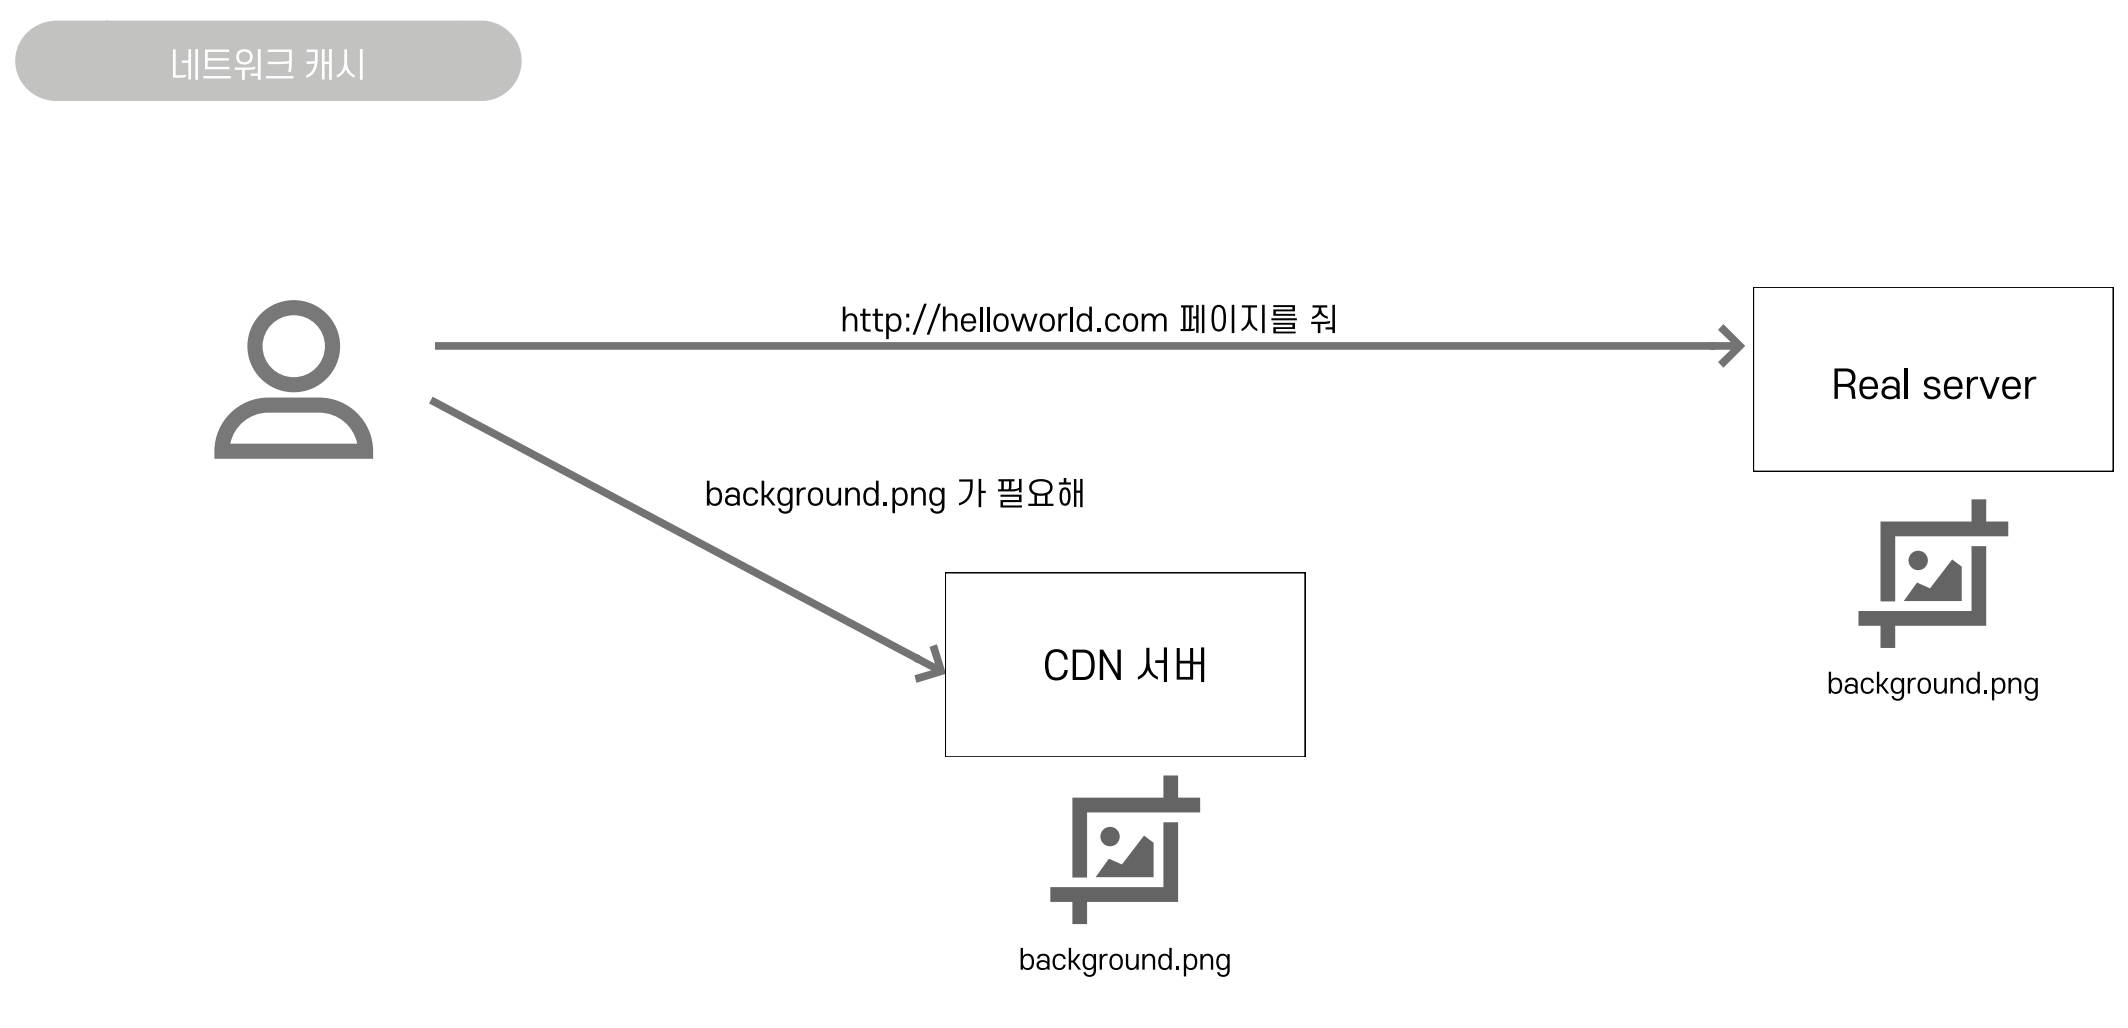 네트워크 캐시
http://helloworld.com 페이지를 줘
Real server
background.png 가 필요해
CDN 서버
background.png
background.png